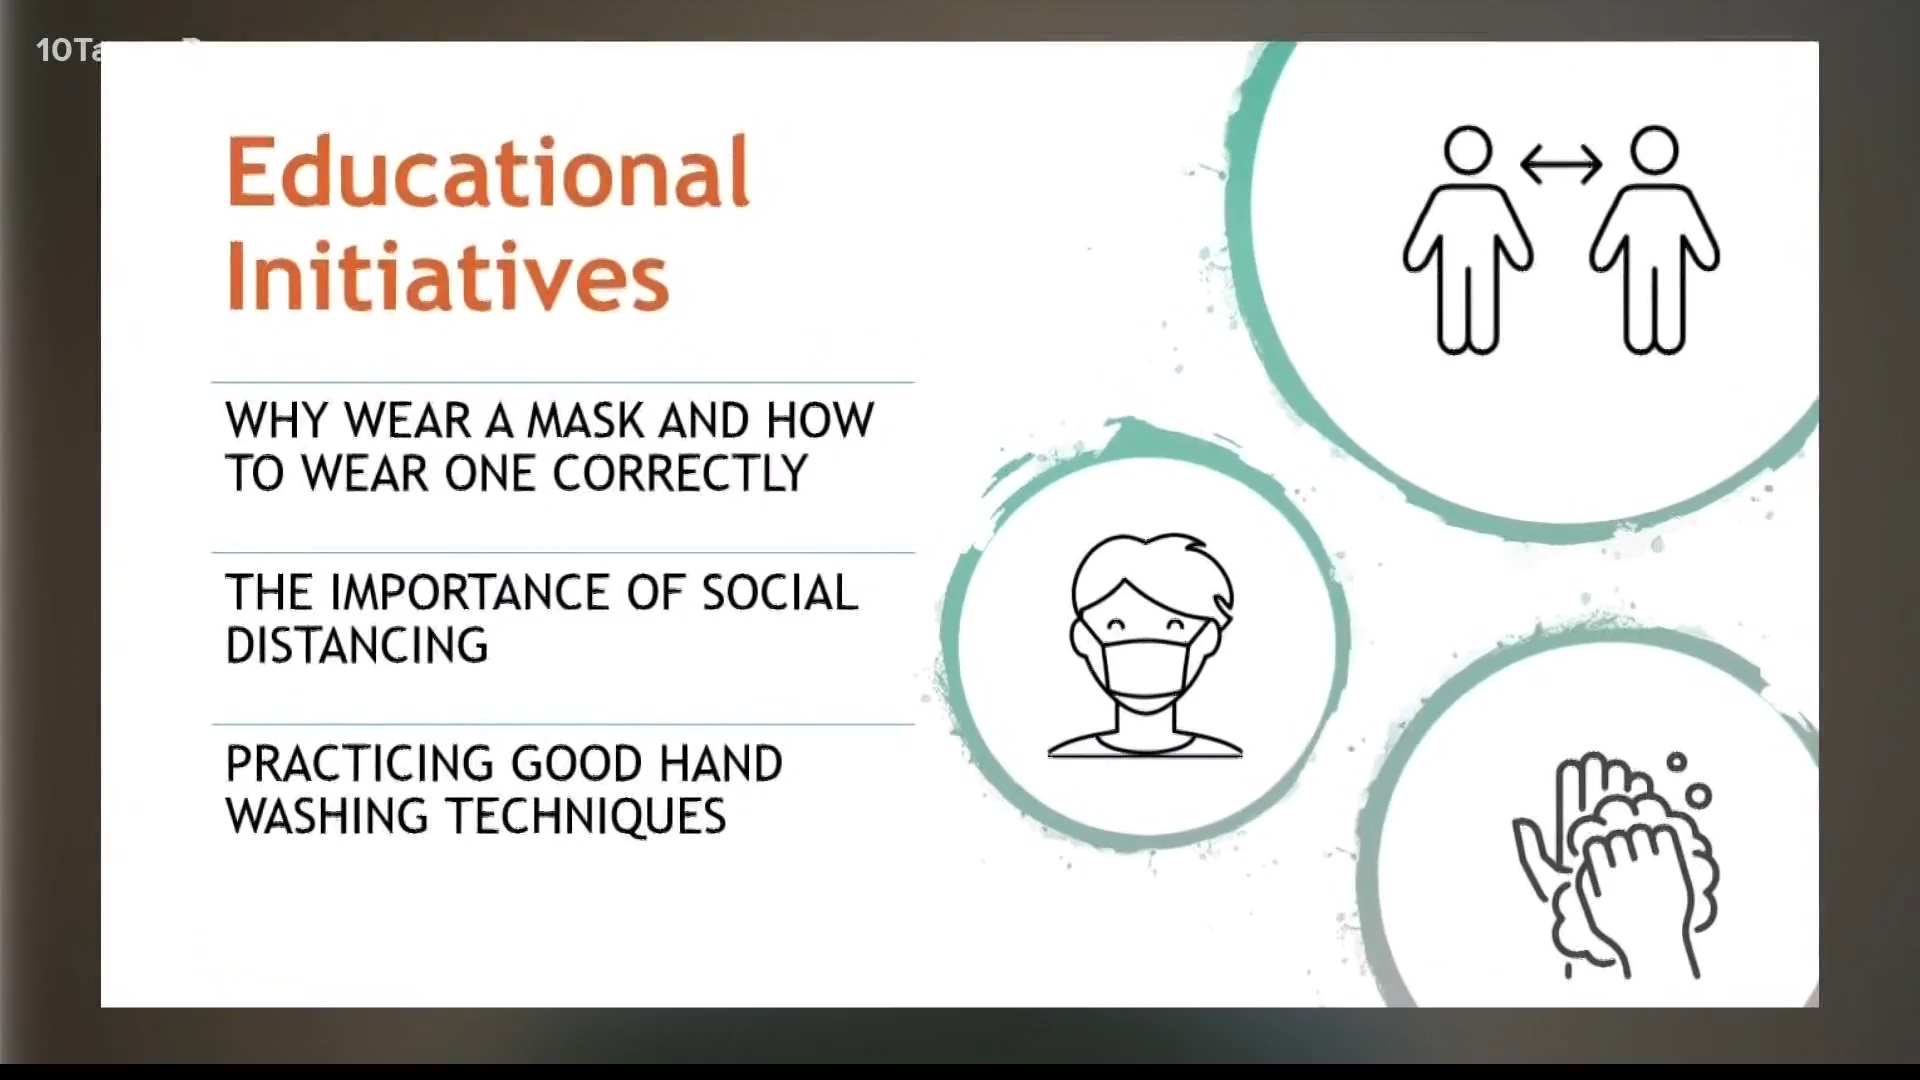 Educational
Initiatives
WHY WEAR A MASK AND HOW
TO WEAR ONE CORRECTLY
THE IMPORTANCE OF SOCIAL
DISTANCING
PRACTICING GOOD HAND
WASHING TECHNIQUES